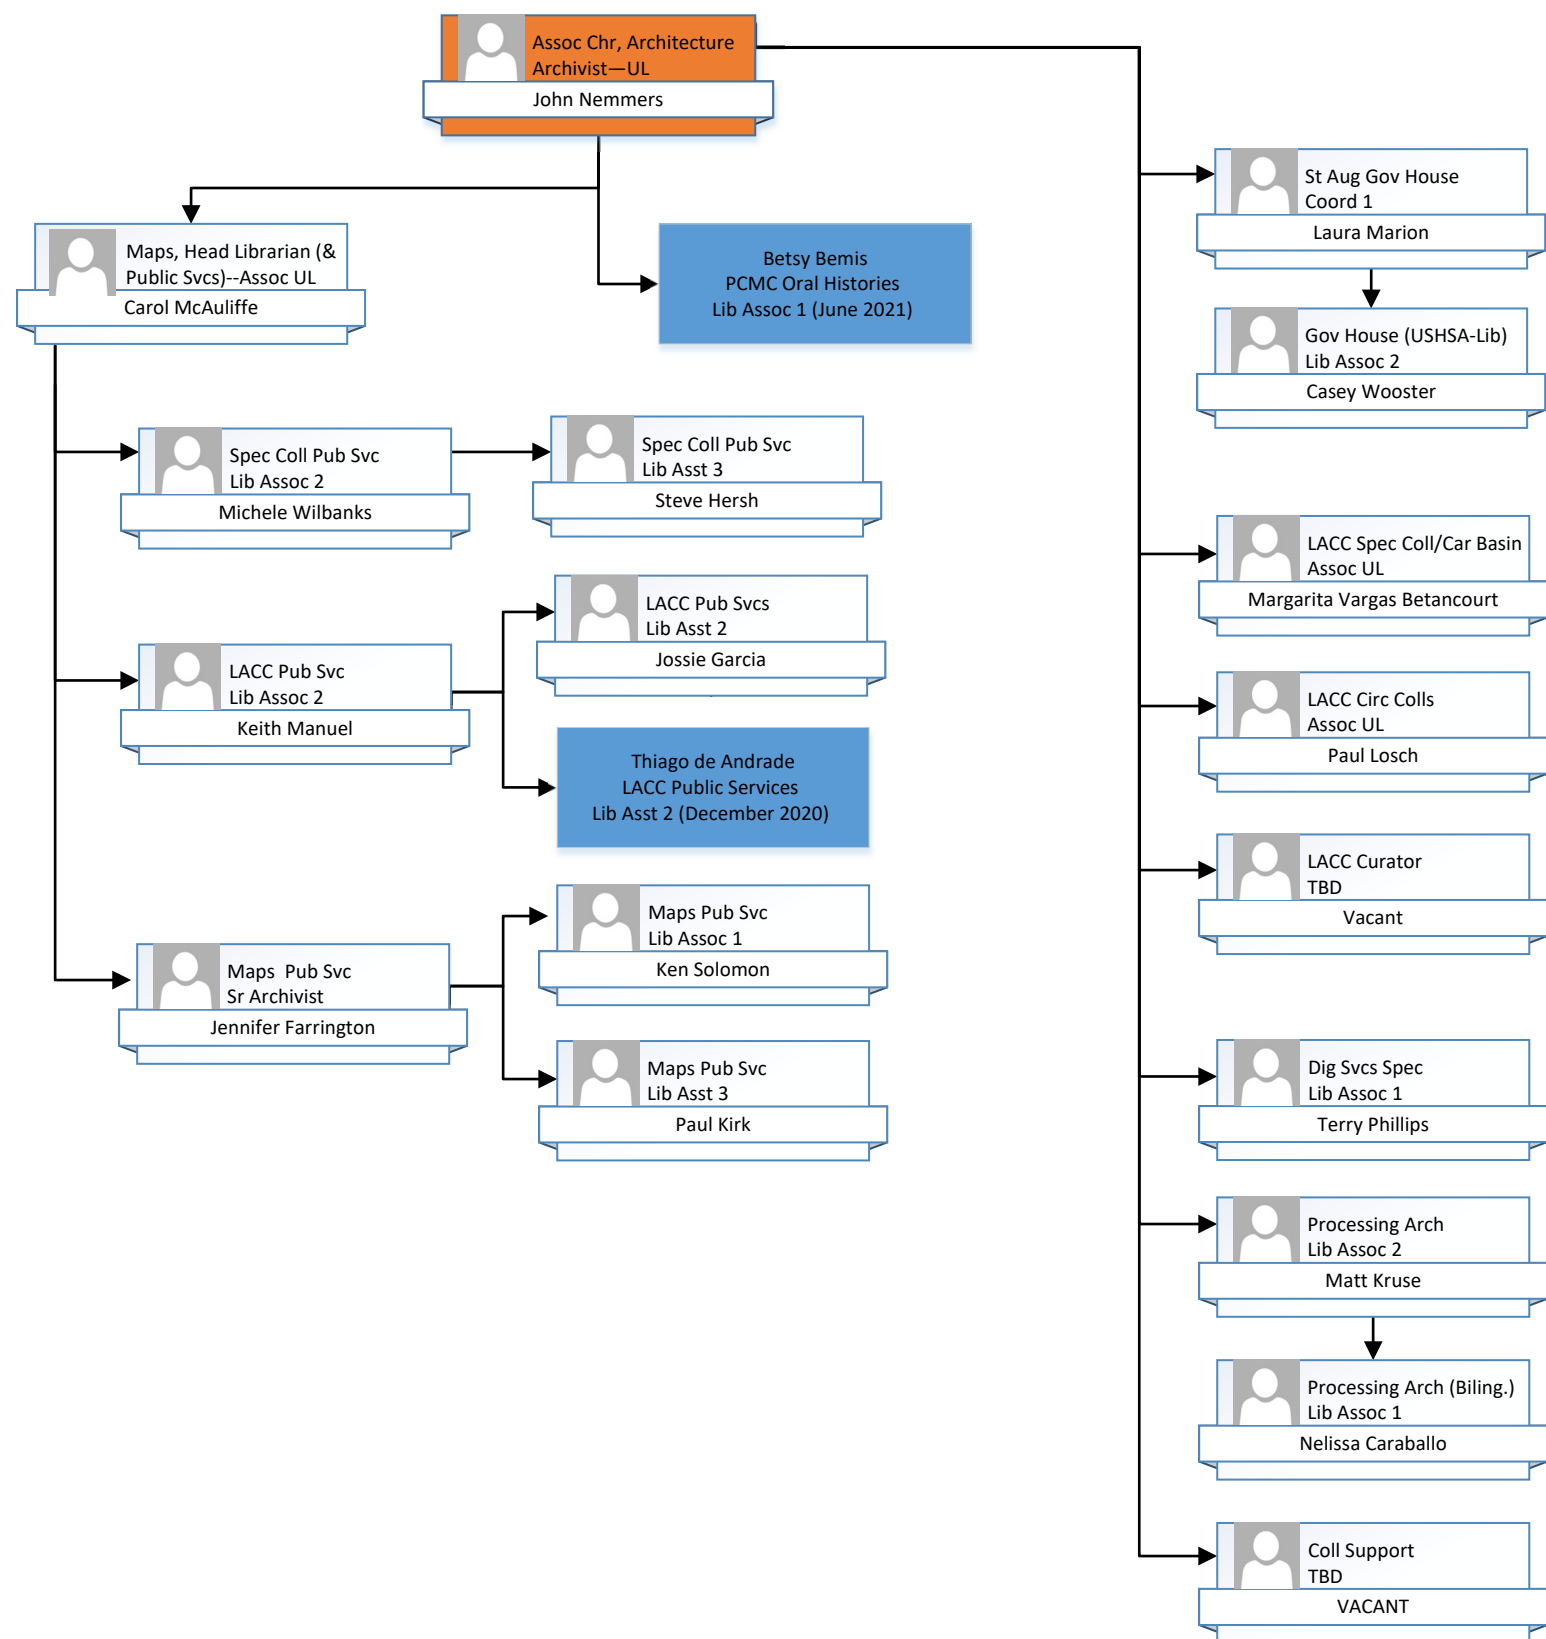 Assoc Chr, Architecture
Archivist—UL
John Nemmers
Maps, Head Librarian (&
Public Svcs)--Assoc UL
Carol McAuliffe
Betsy Bemis
PCMC Oral Histories
Lib Assoc 1 (June 2021)
Spec Coll Pub Svc
Lib Assoc 2
Michele Wilbanks
Spec Coll Pub Svc
Lib Asst 3
Steve Hersh
LACC Pub Svc
Lib Assoc 2
Keith Manuel
LACC Pub Svcs
Lib Asst 2
Jossie Garcia
Thiago de Andrade
LACC Public Services
Lib Asst 2 (December 2020)
Maps  Pub Svc
Sr Archivist
Jennifer Farrington
Maps Pub Svc
Lib Assoc 1
Ken Solomon
Maps Pub Svc
Lib Asst 3
Paul Kirk
St Aug Gov House
Coord 1
Laura Marion
Gov House (USHSA-Lib)
Lib Assoc 2
Casey Wooster
LACC Spec Coll/Car Basin
Assoc UL
Margarita Vargas Betancourt
LACC Circ Colls
Assoc UL
Paul Losch
LACC Curator
TBD
Vacant
Dig Svcs Spec
Lib Assoc 1
Terry Phillips
Processing Arch
Lib Assoc 2
Matt Kruse
Processing Arch (Biling.)
Lib Assoc 1
Nelissa Caraballo
Coll Support
TBD
VACANT